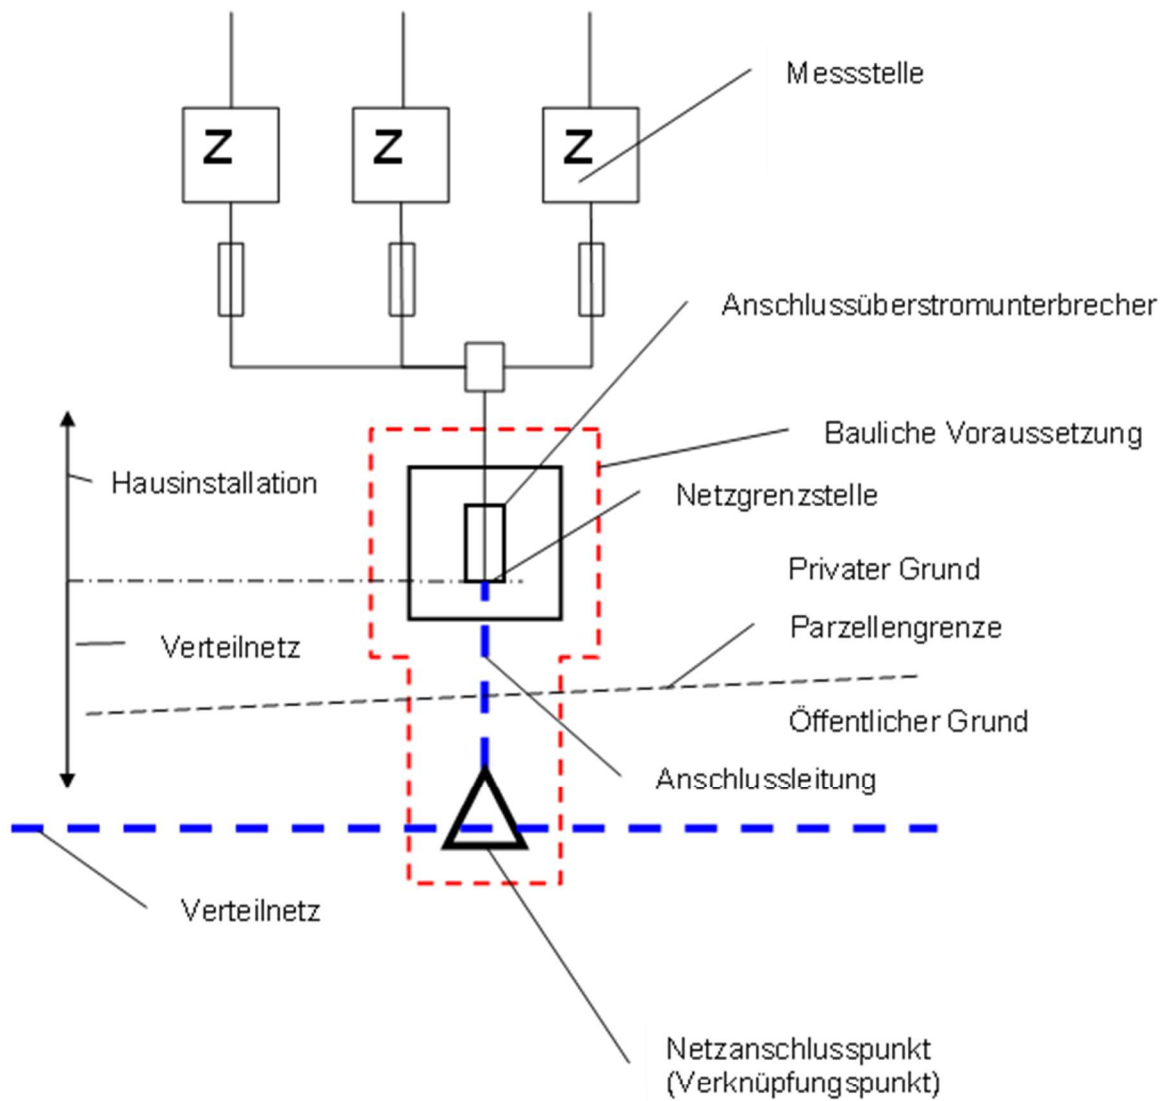 Messstelle
Z
Z
Z
Anschlussüberstromunterbrecher
Bauliche Voraussetzung
Hausinstallation
Netzgrenzstelle
Privater Grund
Parzellengrenze
Verteilnetz
Öffentlicher Grund
Anschlussleitung
Verteilnetz
Netzanschlusspunkt
(Verknüpfungspunkt)